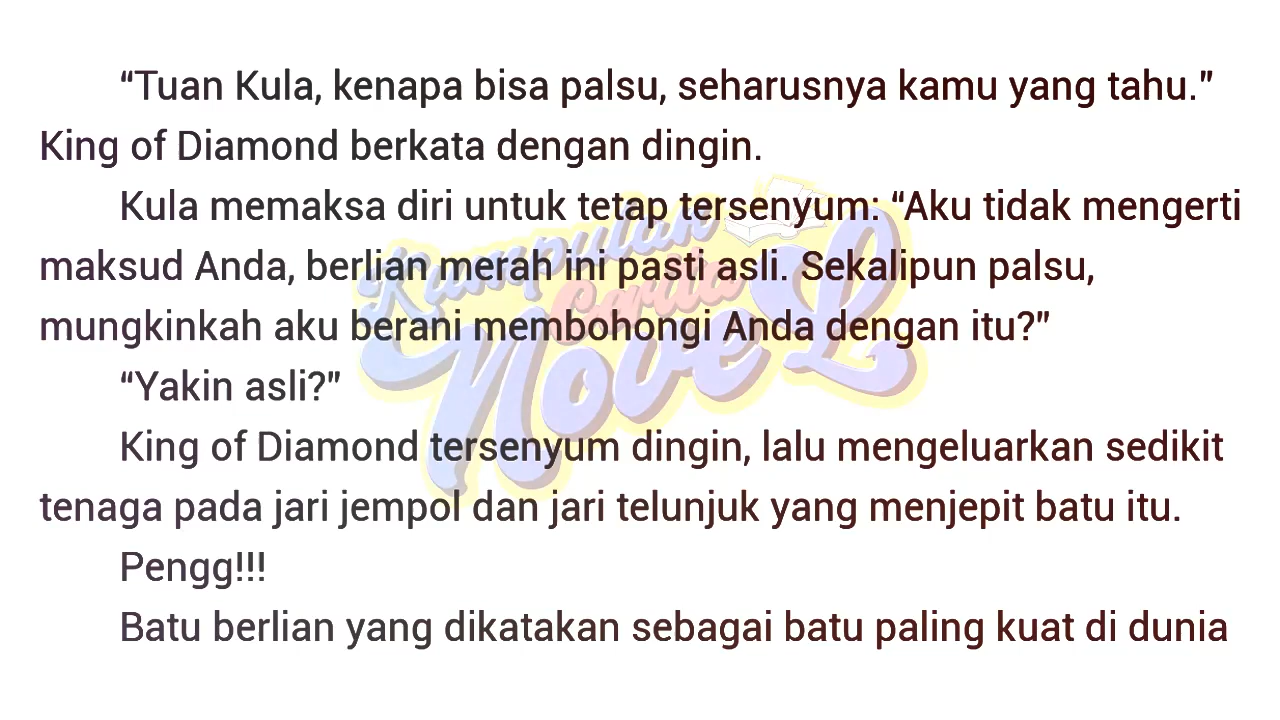 “Tuan Kula, kenapa bisa palsu, seharusnya kamu yang tahu.”
King of Diamond berkata dengan dingin.
Kula memaksa diri untuk tetap tersenyum: “Aku tidak mengerti
maksud Anda, berlian merah ini pasti asli. Sekalipun palsu,
mungkinkah aku berani membohongi Anda dengan itu?”
“Yakin asli?”
King of Diamond tersenyum dingin, lalu mengeluarkan sedikit
tenaga pada jari jempol dan jari telunjuk yang menjepit batu itu.
Pengg!!!
Batu berlian yang dikatakan sebagai batu paling kuat di dunia
Kumpulan
Cerita
Novel